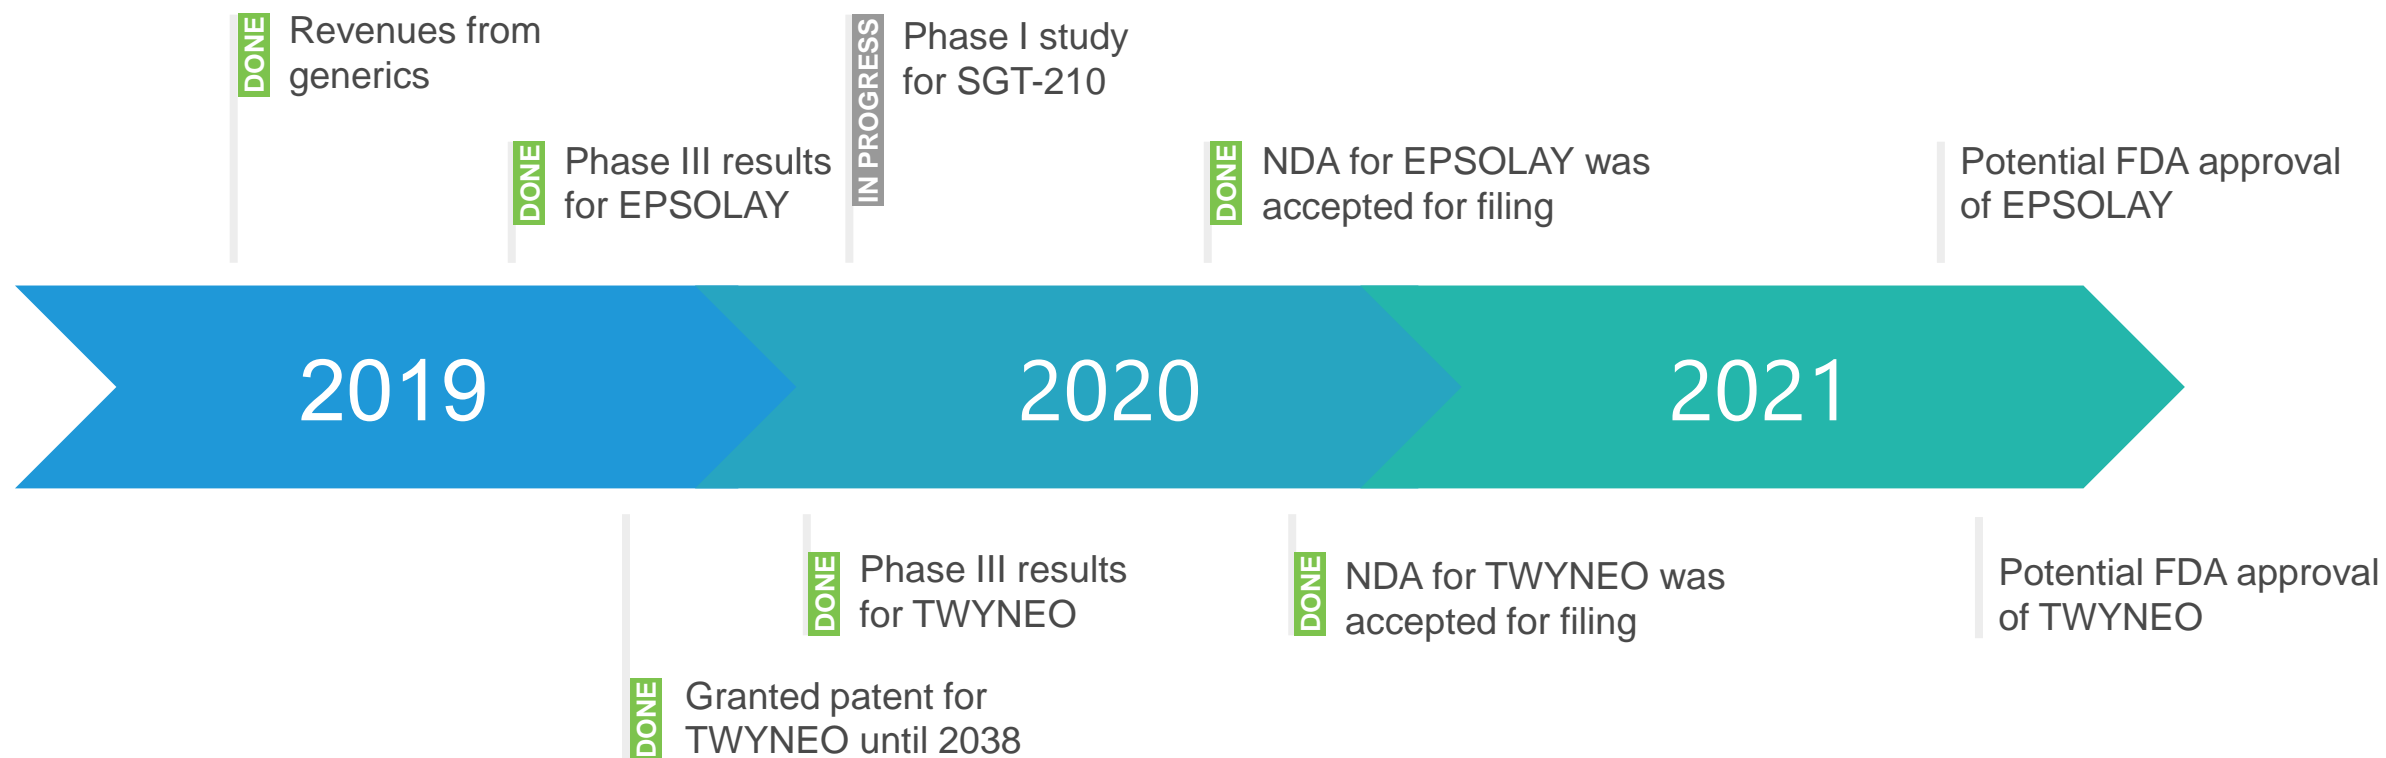 DONE
Revenues from
generics
DONE
Phase III results
for EPSOLAY
IN PROGRESS
Phase I study
for SGT-210
DONE
NDA for EPSOLAY was
accepted for filing
Potential FDA approval
of EPSOLAY
2019
2020
2021
DONE
Granted patent for
TWYNEO until 2038
DONE
Phase III results
for TWYNEO
DONE
NDA for TWYNEO was
accepted for filing
Potential FDA approval
of TWYNEO